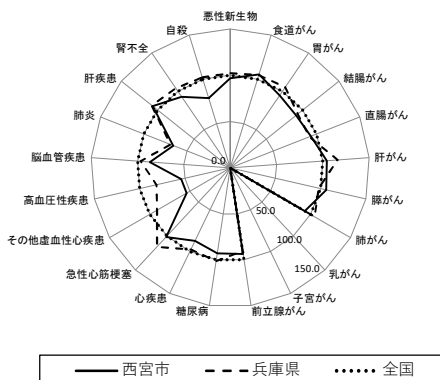 悪性新生物
食道がん
胃がん
結腸がん
直腸がん
肝がん
膵がん
肺がん
乳がん
子宮がん
前立腺がん
糖尿病
心疾患
急性心筋梗塞
その他虚血性心疾患
高血圧性疾患
脳血管疾患
肺炎
肝疾患
腎不全
自殺
0.0
50.0
100.0
150.0
西宮市
兵庫県
全国